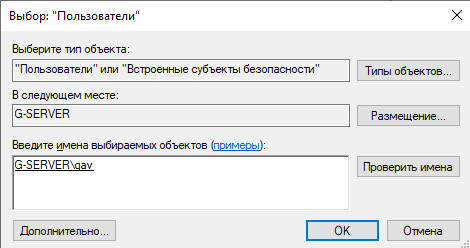 Выбор: "Пользователи"
Выберите тип объекта:
"Пользователи" или "Встроенные субъекты безопасности"
Типы объектов...
В следующем месте:
G-SERVER
Размещение...
Введите имена выбираемых объектов (примеры):
G-SERVER\gav
Проверить имена
Дополнительно...
ОК
Отмена